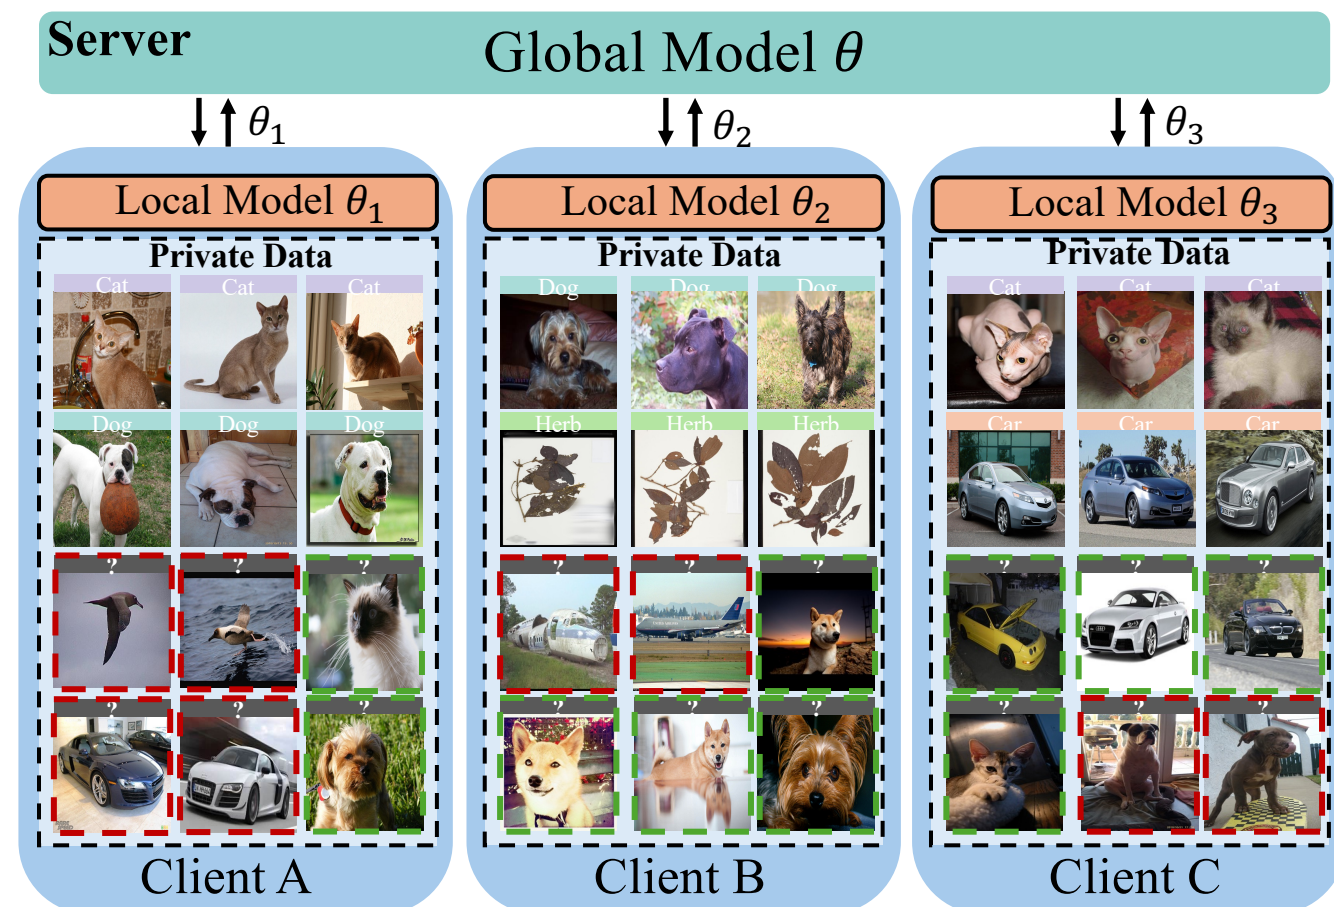 Server
Global Model θ
θ₁
θ₂
θ₃
Local Model θ₁
Local Model θ₂
Local Model θ₃
Private Data
Private Data
Private Data
Cat Cat Cat
Dog Dog Dog
Cat Cat Cat
Dog Dog Dog
Herb Herb Herb
Car Car Car
? ? ?
? ? ?
? ? ?
? ? ?
? ? ?
? ? ?
Client A
Client B
Client C